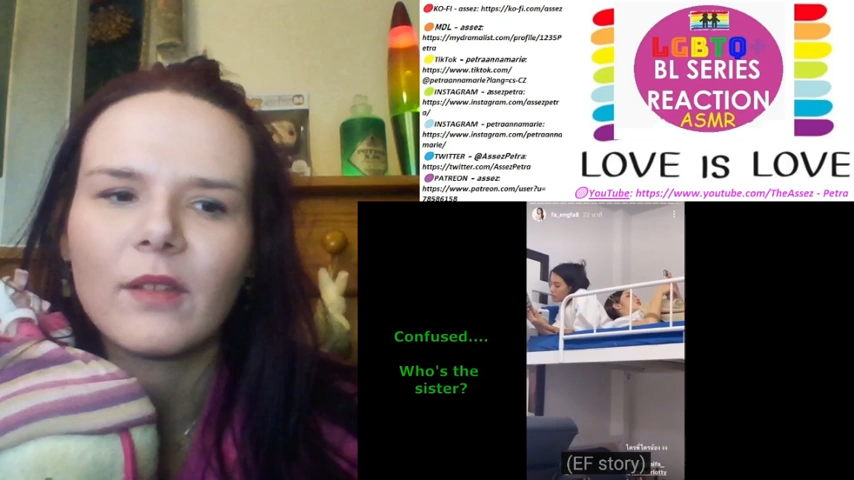 KO-FI - assez: https://ko-fi.com/assez
MDL - assez:
https://mydramalist.com/profile/1235P
etra
TikTok - petraannamarie:
https://www.tiktok.com/
@petraannamarie?lang=cs-CZ
INSTAGRAM - assezpetra:
https://www.instagram.com/assezpetr
a/
INSTAGRAM - petraannamarie:
https://www.instagram.com/petraanna
marie/
TWITTER - @AssezPetra:
https://twitter.com/AssezPetra
PATREON - assez:
https://www.patreon.com/user?u=
78586158
LGBTQ+
BL SERIES
REACTION
ASMR
LOVE IS LOVE
YouTube: https://www.youtube.com/TheAssez - Petra
Confused....
Who's the
sister?
(EF story)